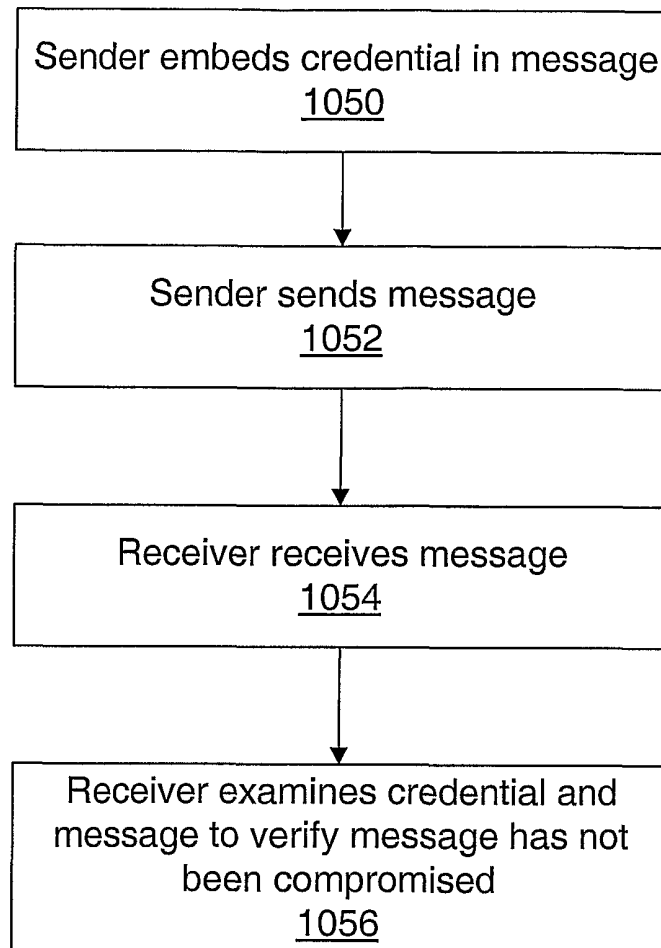 Sender embeds credential in message
1050
Sender sends message
1052
Receiver receives message
1054
Receiver examines credential and
message to verify message has not
been compromised
1056